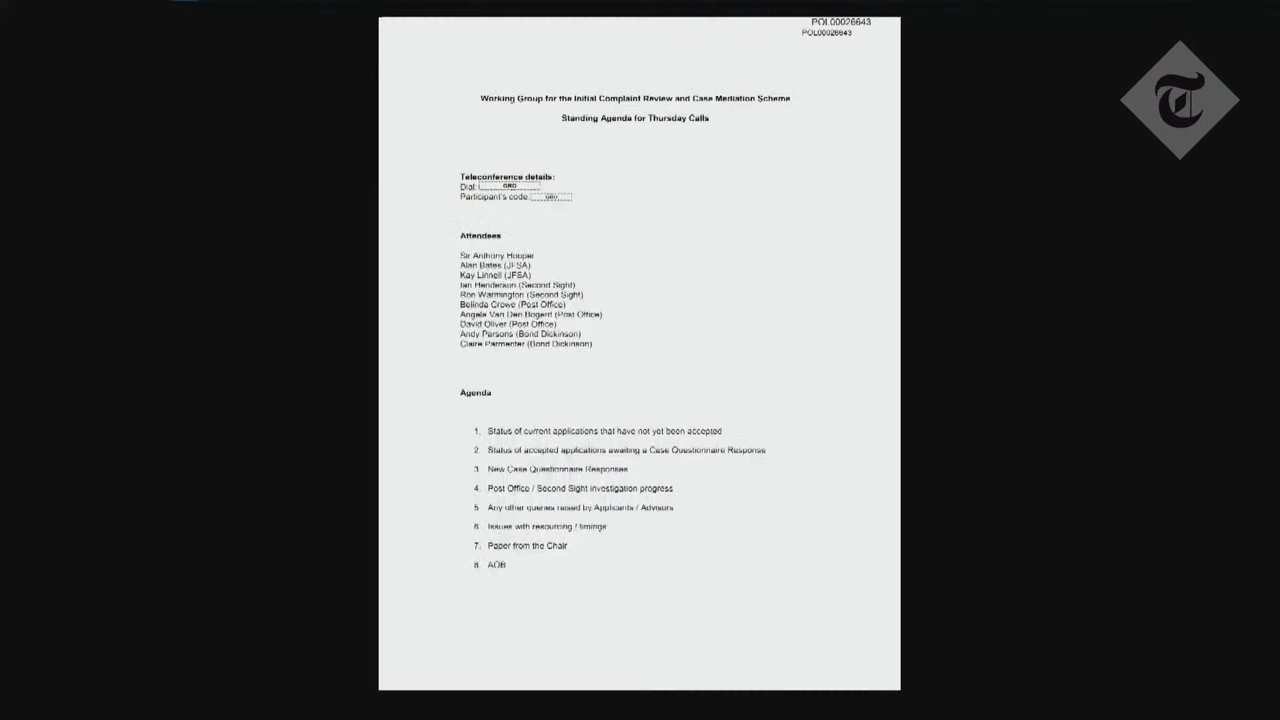 POL00026643
POL00026643
Working Group for the Initial Complaint Review and Case Mediation Scheme
Standing Agenda for Thursday Calls
Teleconference details:
Dial: GRO
Participant's code: GRO
Attendees
Sir Anthony Hooper
Alan Bates (JFSA)
Kay Linnell (JFSA)
Ian Henderson (Second Sight)
Ron Warmington (Second Sight)
Belinda Crowe (Post Office)
Angela Van Den Bogerd (Post Office)
David Oliver (Post Office)
Andy Parsons (Bond Dickinson)
Claire Parmenter (Bond Dickinson)
Agenda
1. Status of current applications that have not yet been accepted
2. Status of accepted applications awaiting a Case Questionnaire Response
3. New Case Questionnaire Responses
4. Post Office / Second Sight investigation progress
5. Any other queries raised by Applicants / Advisors
6. Issues with resourcing / timings
7. Paper from the Chair
8. AOB
T